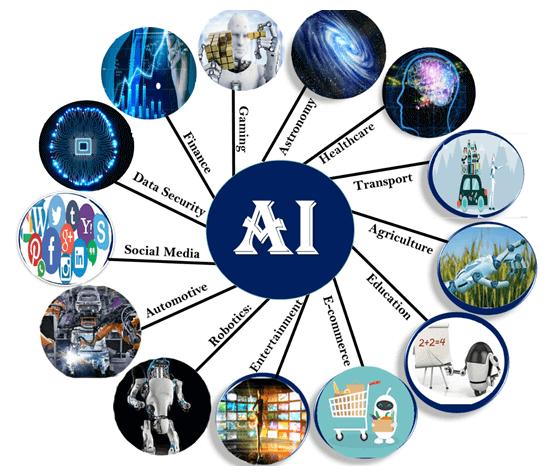 Gaming
Astronomy
Healthcare
Transport
Agriculture
Education
2+2=4
E-commerce
Entertainment
Robotics:
Automotive
Social Media
Data Security
Finance
AI